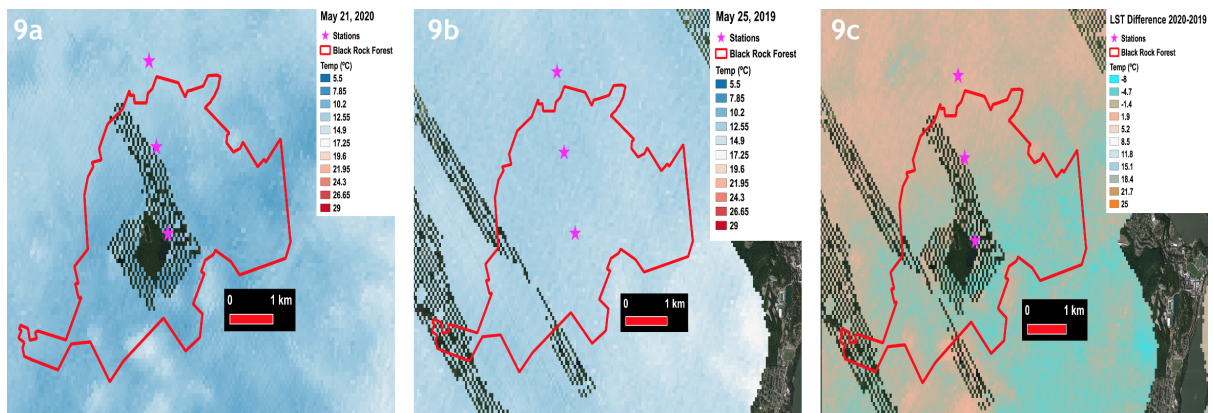 9a
May 21, 2020
Stations
Black Rock Forest
Temp (ºC)
5.5
7.85
10.2
12.55
14.9
17.25
19.6
21.95
24.3
26.65
29
0 1 km
9b
May 25, 2019
Stations
Black Rock Forest
Temp (ºC)
5.5
7.85
10.2
12.55
14.9
17.25
19.6
21.95
24.3
26.65
29
0 1 km
9c
LST Difference 2020-2019
Stations
Black Rock Forest
Temp (ºC)
-8
-4.7
-1.4
1.9
5.2
8.5
11.8
15.1
18.4
21.7
25
0 1 km